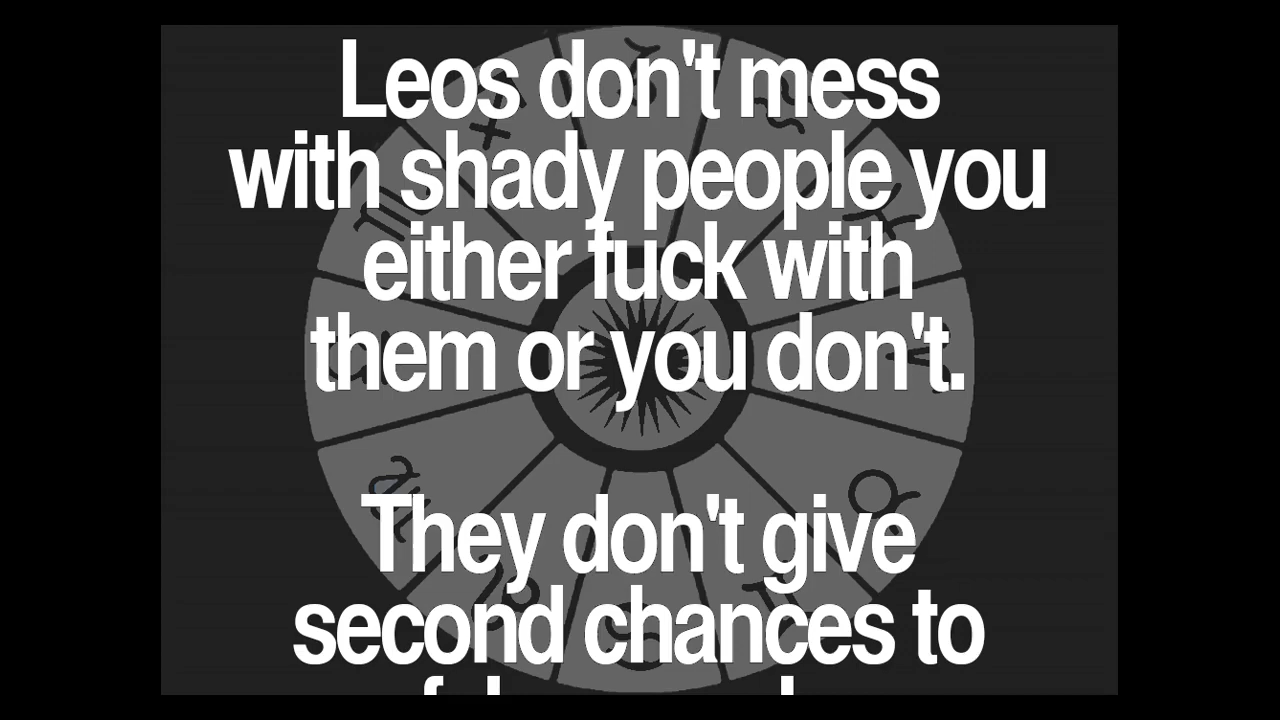 Leos don't mess
with shady people you
either fuck with
them or you don't.
They don't give
second chances to